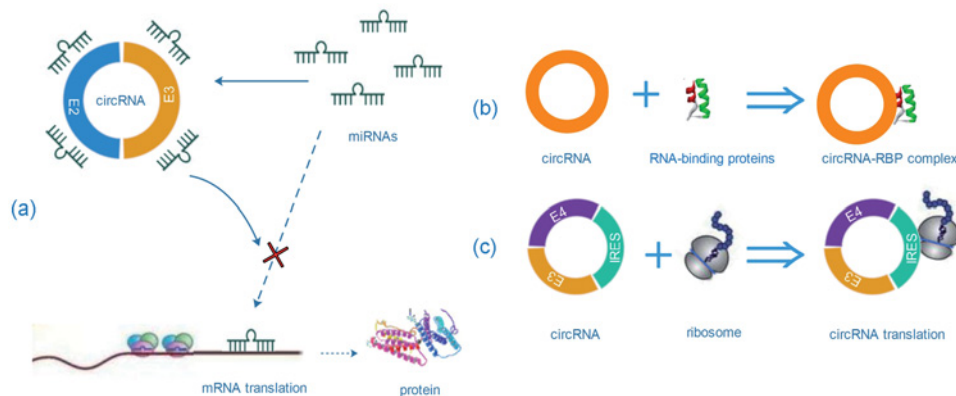 circRNA
E2
E3
miRNAs
(a)
mRNA translation
protein
(b)
circRNA
RNA-binding proteins
circRNA-RBP complex
(c)
E4
IRES
E3
E4
IRES
E3
circRNA
ribosome
circRNA translation